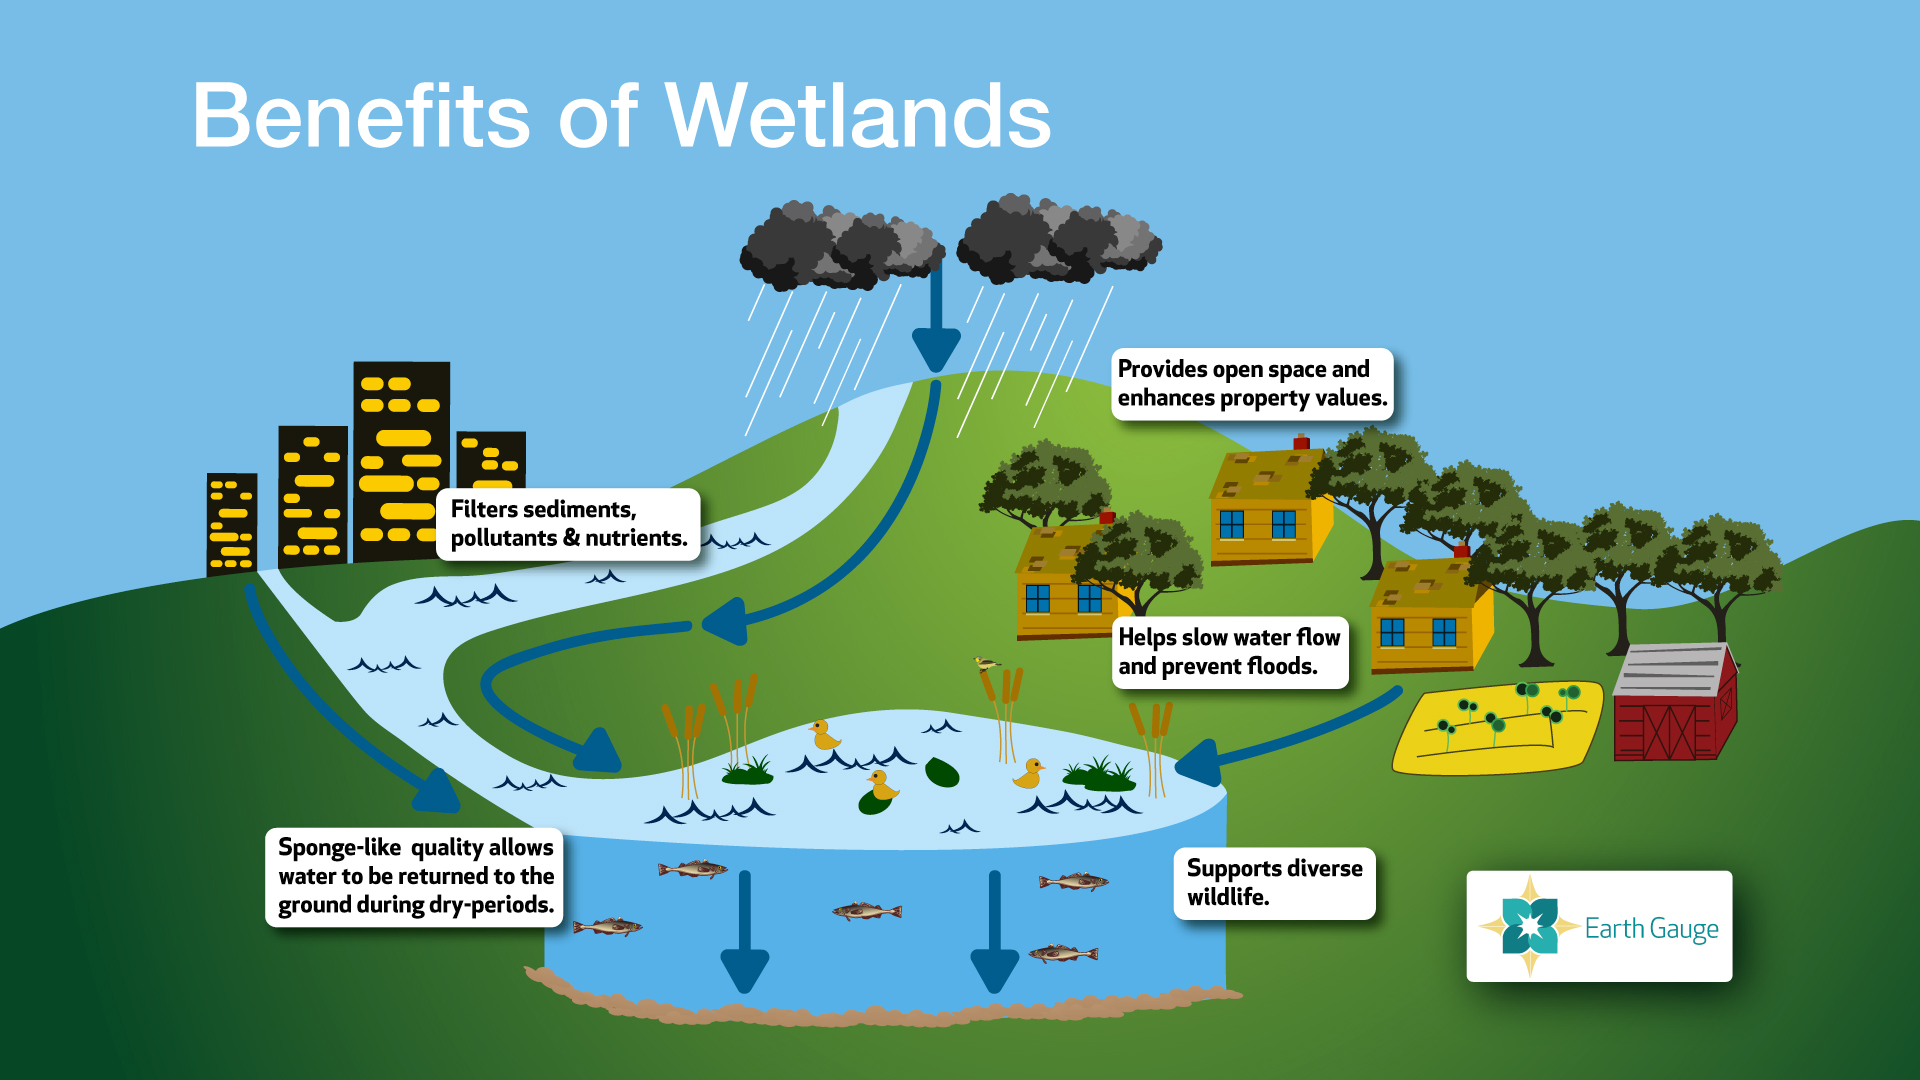 Benefits of Wetlands
Provides open space and
enhances property values.
Filters sediments,
pollutants & nutrients.
Helps slow water flow
and prevent floods.
Sponge-like quality allows
water to be returned to the
ground during dry-periods.
Supports diverse
wildlife.
Earth Gauge